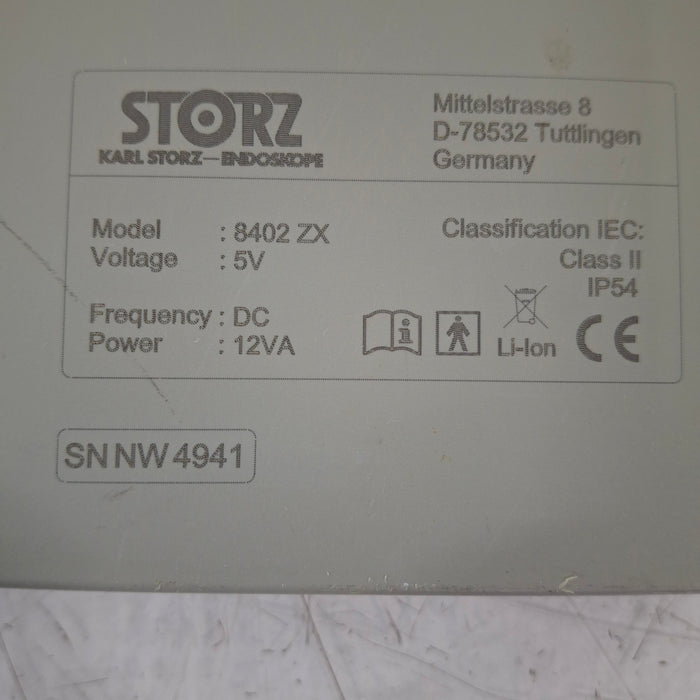 STORZ
KARL STORZ—ENDOSKOPE
Mittelstrasse 8
D-78532 Tuttlingen
Germany
Model : 8402 ZX
Voltage : 5V
Frequency : DC
Power : 12VA
Classification IEC:
Class II
IP54
Li-Ion
CE
SN NW 4941